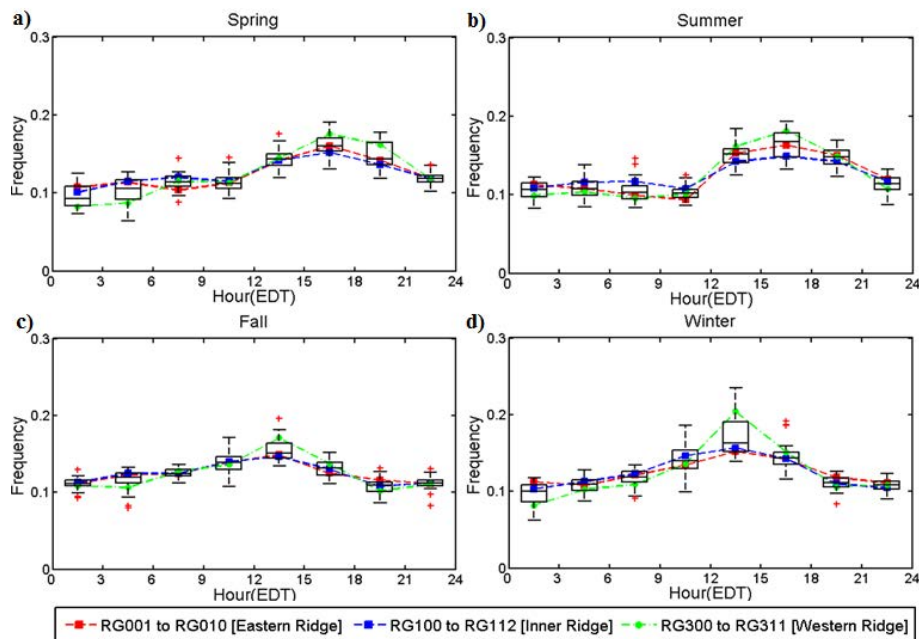 a)
Spring
0.3
0.2
0.1
0
Frequency
0 3 6 9 12 15 18 21 24
Hour(EDT)
b)
Summer
0.3
0.2
0.1
0
Frequency
0 3 6 9 12 15 18 21 24
Hour(EDT)
c)
Fall
0.3
0.2
0.1
0
Frequency
0 3 6 9 12 15 18 21 24
Hour(EDT)
d)
Winter
0.3
0.2
0.1
0
Frequency
0 3 6 9 12 15 18 21 24
Hour(EDT)
RG001 to RG010 [Eastern Ridge] RG100 to RG112 [Inner Ridge] RG300 to RG311 [Western Ridge]